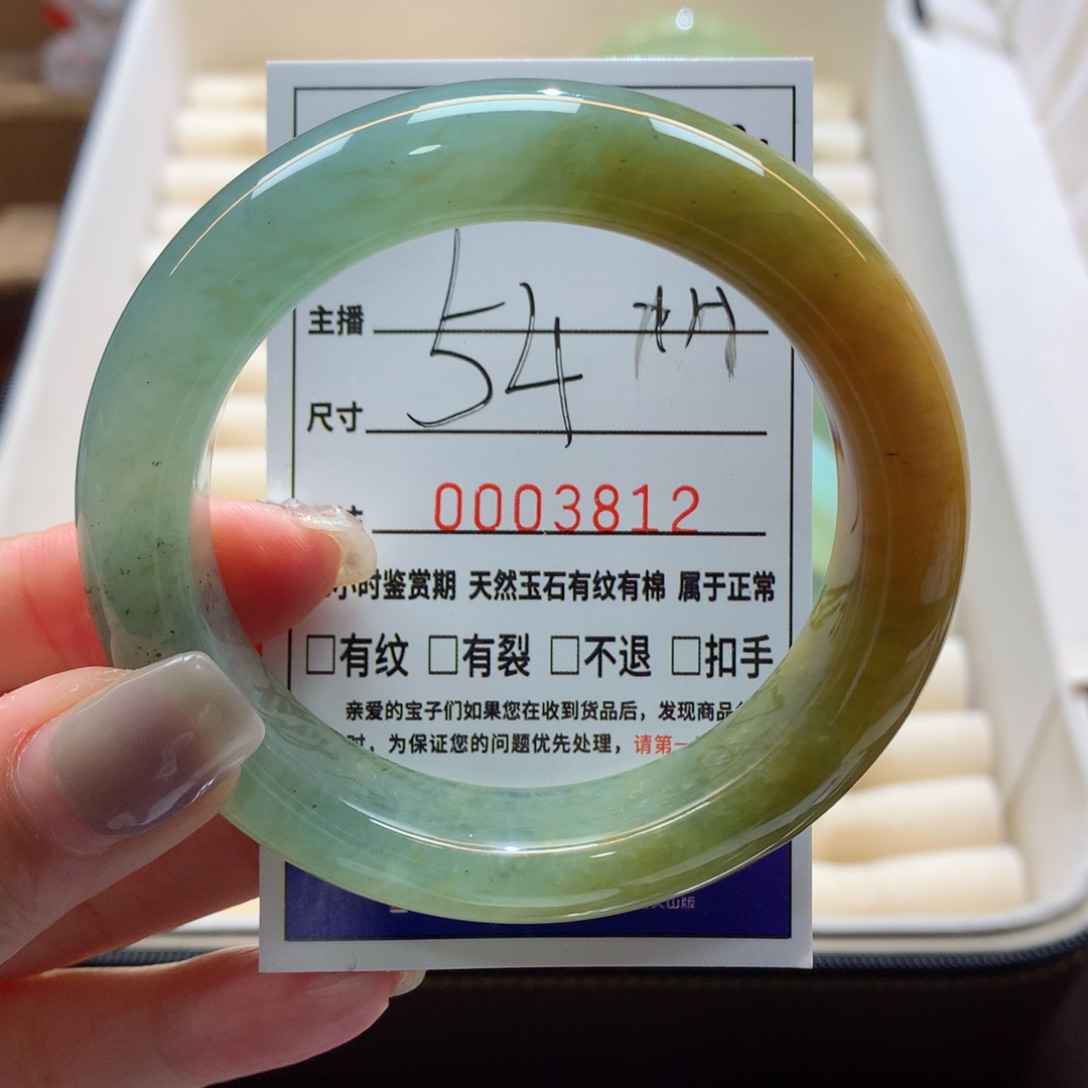 主播
尺寸 54
0003812
小时鉴赏期 天然玉石有纹有棉 属于正常
□有纹 □有裂 □不退 □扣手
亲爱的宝子们如果您在收到货品后，发现商品
时，为保证您的问题优先处理，请第一